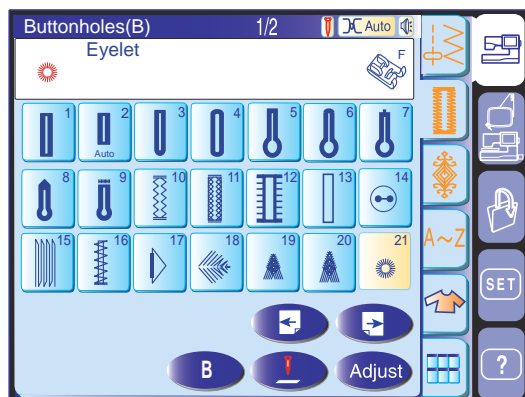 Buttonholes(B) 1/2 Auto
Eyelet F
1 2 3 4 5 6 7
Auto
8 9 10 11 12 13 14
15 16 17 18 19 20 21
A~Z
SET
B Adjust ?